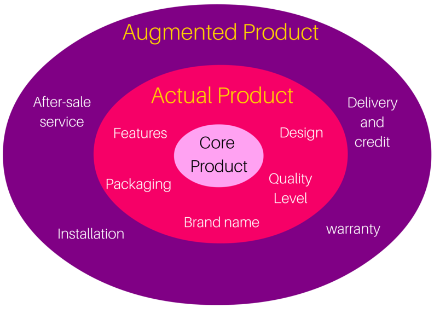 Augmented Product
After-sale
service
Delivery
and
credit
Actual Product
Features
Design
Core
Product
Packaging
Quality
Level
Brand name
Installation
warranty